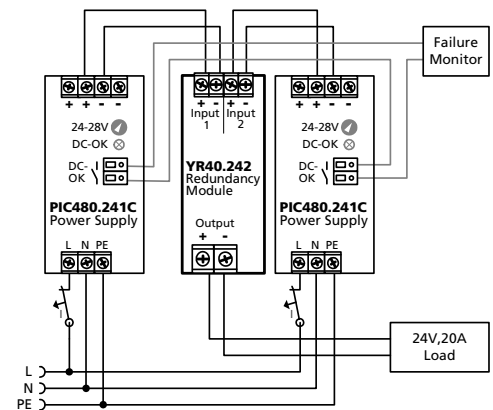 Failure
Monitor
+ + - -
24-28V
DC-OK
DC-
OK
PIC480.241C
Power Supply
L N PE
I
+ - + -
Input Input
1 2
YR40.242
Redundancy
Module
Output
+ -
+ + - -
24-28V
DC-OK
DC-
OK
PIC480.241C
Power Supply
L N PE
I
24V,20A
Load
L
N
PE